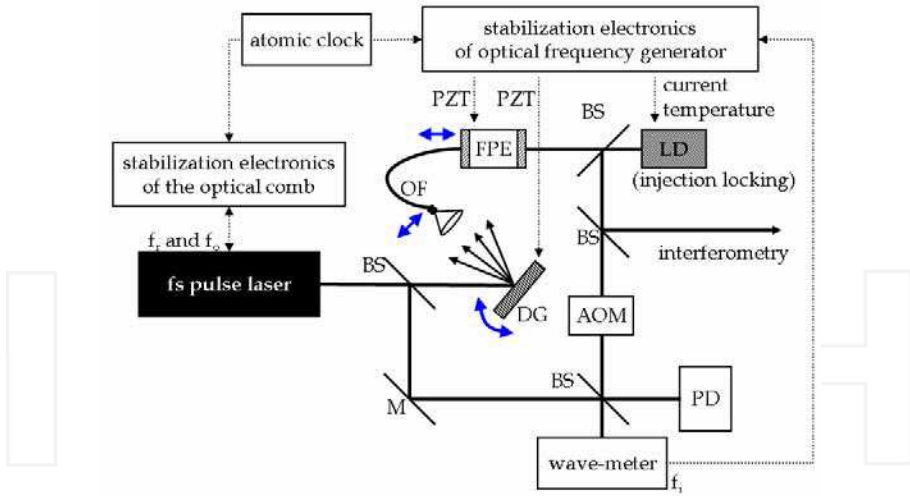 atomic clock
stabilization electronics
of optical frequency generator
PZT
PZT
current
temperature
BS
stabilization electronics
of the optical comb
FPE
LD
(injection locking)
OF
fr and fo
BS
BS
interferometry
fs pulse laser
DG
AOM
M
BS
PD
wave-meter
fi